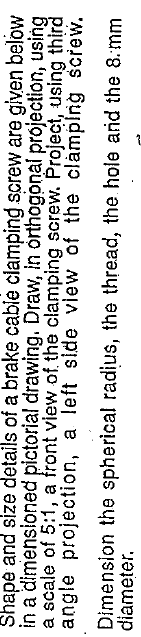 Shape and size details of a brake cable clamping screw are given below
in a dimensioned pictorial drawing. Draw, in orthogonal projection, using
a scale of 5:1, a front view of the clamping screw. Project, using third
angle projection, a left side view of the clamping screw.
Dimension the spherical radius, the thread, the hole and the 8 mm
diameter.